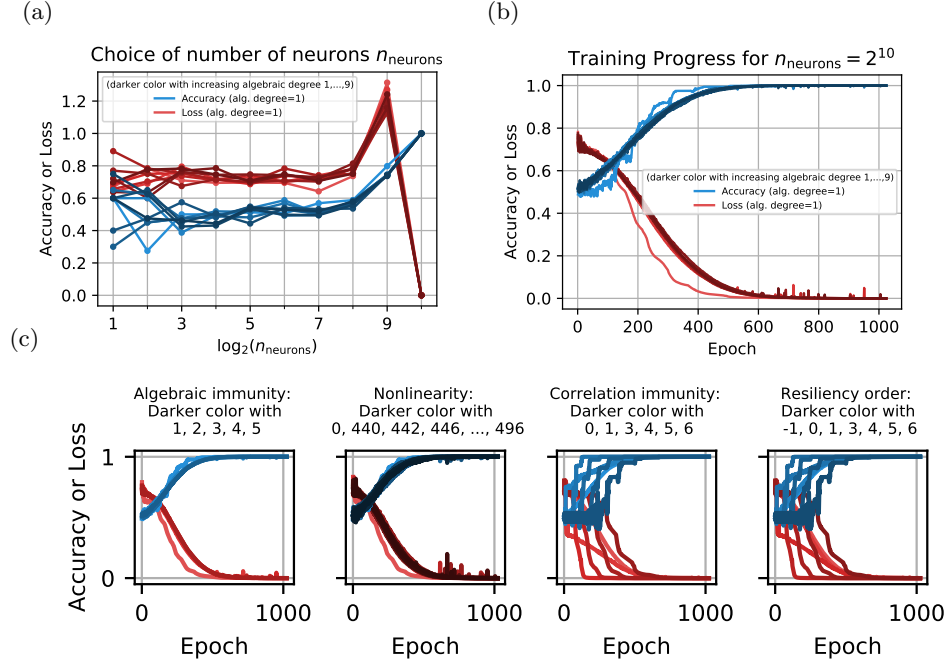 (a)
Choice of number of neurons n_neurons
(darker color with increasing algebraic degree 1,...,9)
Accuracy (alg. degree=1)
Loss (alg. degree=1)
Accuracy or Loss
1.2
1.0
0.8
0.6
0.4
0.2
0.0
1 3 5 7 9
log2(n_neurons)
(b)
Training Progress for n_neurons = 2^10
1.0
0.8
0.6
0.4
0.2
0.0
Accuracy or Loss
(darker color with increasing algebraic degree 1,...,9)
Accuracy (alg. degree=1)
Loss (alg. degree=1)
0 200 400 600 800 1000
Epoch
(c)
Algebraic immunity:
Darker color with
1, 2, 3, 4, 5
Accuracy or Loss
1
0
0 1000
Epoch
Nonlinearity:
Darker color with
0, 440, 442, 446, ..., 496
0 1000
Epoch
Correlation immunity:
Darker color with
0, 1, 3, 4, 5, 6
0 1000
Epoch
Resiliency order:
Darker color with
-1, 0, 1, 3, 4, 5, 6
0 1000
Epoch